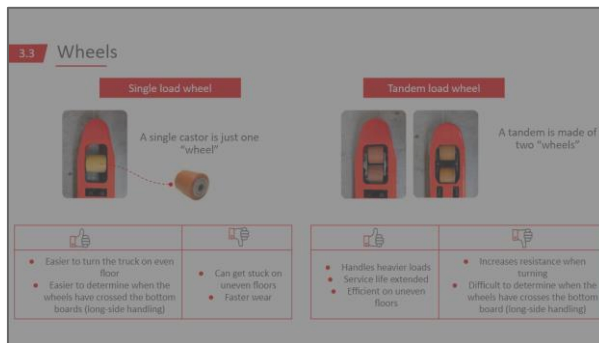 3.3 Wheels
Single load wheel
A single castor is just one
"wheel"
Easier to turn the truck on even
floor
Easier to determine when the
wheels have crossed the bottom
boards (long-side handling)
Can get stuck on
uneven floors
Faster wear
Tandem load wheel
A tandem is made of
two "wheels"
Handles heavier loads
Service life extended
Efficient on uneven
floors
Increases resistance when
turning
Difficult to determine when the
wheels have crosses the bottom
board (long-side handling)